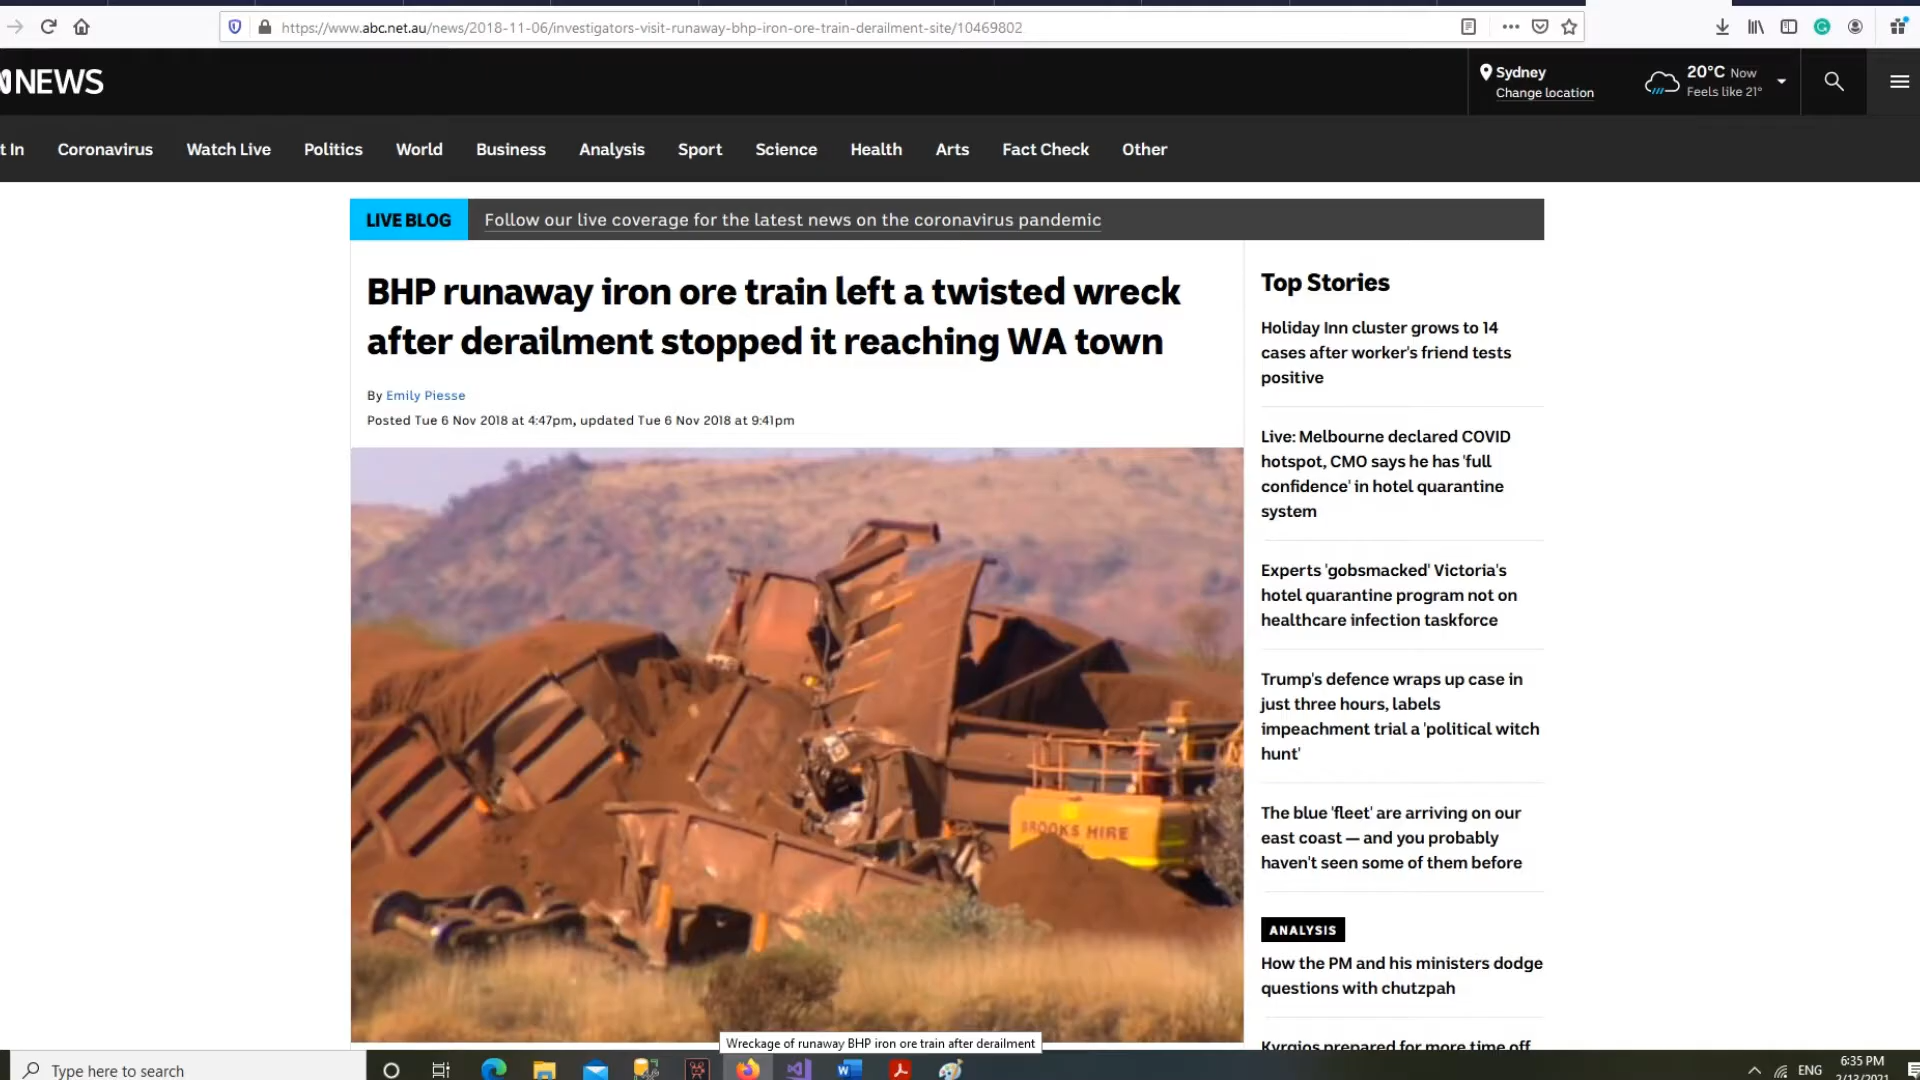 https://www.abc.net.au/news/2018-11-06/investigators-visit-runaway-bhp-iron-ore-train-derailment-site/10469802
NEWS
Sydney
Change location
20°C Now
Feels like 21°
t In
Coronavirus
Watch Live
Politics
World
Business
Analysis
Sport
Science
Health
Arts
Fact Check
Other
LIVE BLOG
Follow our live coverage for the latest news on the coronavirus pandemic
BHP runaway iron ore train left a twisted wreck
after derailment stopped it reaching WA town
By Emily Piesse
Posted Tue 6 Nov 2018 at 4:47pm, updated Tue 6 Nov 2018 at 9:41pm
BROOKS HIRE
Wreckage of runaway BHP iron ore train after derailment
Top Stories
Holiday Inn cluster grows to 14
cases after worker's friend tests
positive
Live: Melbourne declared COVID
hotspot, CMO says he has 'full
confidence' in hotel quarantine
system
Experts 'gobsmacked' Victoria's
hotel quarantine program not on
healthcare infection taskforce
Trump's defence wraps up case in
just three hours, labels
impeachment trial a 'political witch
hunt'
The blue 'fleet' are arriving on our
east coast — and you probably
haven't seen some of them before
ANALYSIS
How the PM and his ministers dodge
questions with chutzpah
Kyrgios prepared for more time off
Type here to search
ENG
6:35 PM
2/13/2021